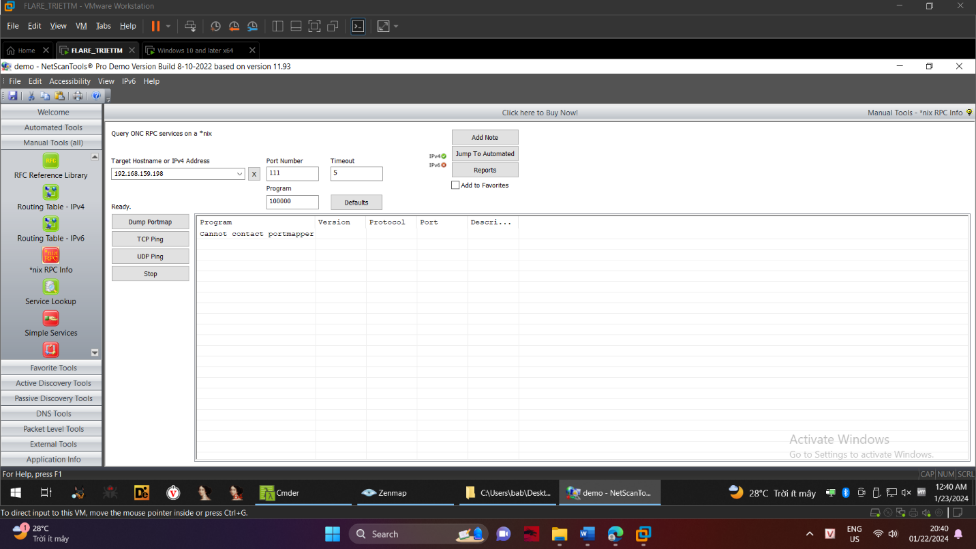 FLARE_TRIETTM - VMware Workstation
File Edit View VM Tabs Help
Home FLARE_TRIETTM Windows 10 and later x64
demo - NetScanTools® Pro Demo Version Build 8-10-2022 based on version 11.93
File Edit Accessibility View IPv6 Help
Welcome Click here to Buy Now! Manual Tools - *nix RPC Info
Automated Tools
Manual Tools (all)
RFC
RFC Reference Library
Routing Table - IPv4
Routing Table - IPv6
*nix RPC Info
Service Lookup
Simple Services
Favorite Tools
Active Discovery Tools
Passive Discovery Tools
DNS Tools
Packet Level Tools
External Tools
Application Info
Query ONC RPC services on a *nix
Target Hostname or IPv4 Address Port Number Timeout
192.168.159.198 X 111 5
Program
100000 Defaults
Add Note
Jump To Automated
Reports
Add to Favorites
IPv4
IPv6
Ready.
Dump Portmap
TCP Ping
UDP Ping
Stop
Program Version Protocol Port Descri...
Cannot contact portmapper
Activate Windows
Go to Settings to activate Windows.
For Help, press F1 CAP NUM SCRL
Cmder Zenmap C:\Users\bab\Deskt... demo - NetScanTo... 28°C Trời ít mây 12:40 AM
1/23/2024
To direct input to this VM, move the mouse pointer inside or press Ctrl+G.
1
28°C
Trời ít mây
Search
V
ENG
US
20:40
01/22/2024